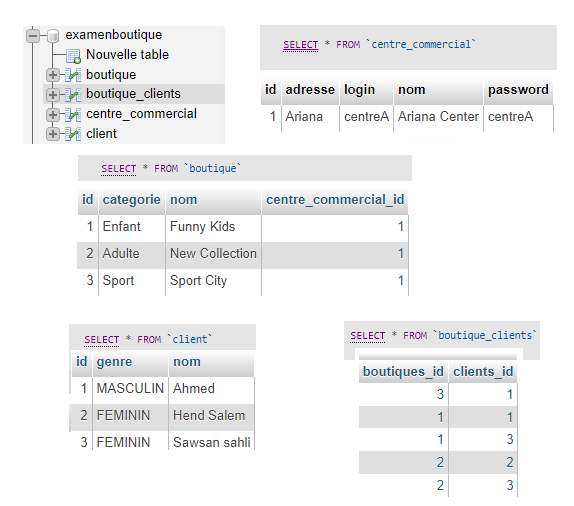 examenboutique
Nouvelle table
boutique
boutique_clients
centre_commercial
client
SELECT * FROM `centre_commercial`
id adresse login nom password
1 Ariana centreA Ariana Center centreA
SELECT * FROM `boutique`
id categorie nom centre_commercial_id
1 Enfant Funny Kids 1
2 Adulte New Collection 1
3 Sport Sport City 1
SELECT * FROM `client`
id genre nom
1 MASCULIN Ahmed
2 FEMININ Hend Salem
3 FEMININ Sawsan sahli
SELECT * FROM `boutique_clients`
boutiques_id clients_id
3 1
1 1
1 3
2 2
2 3